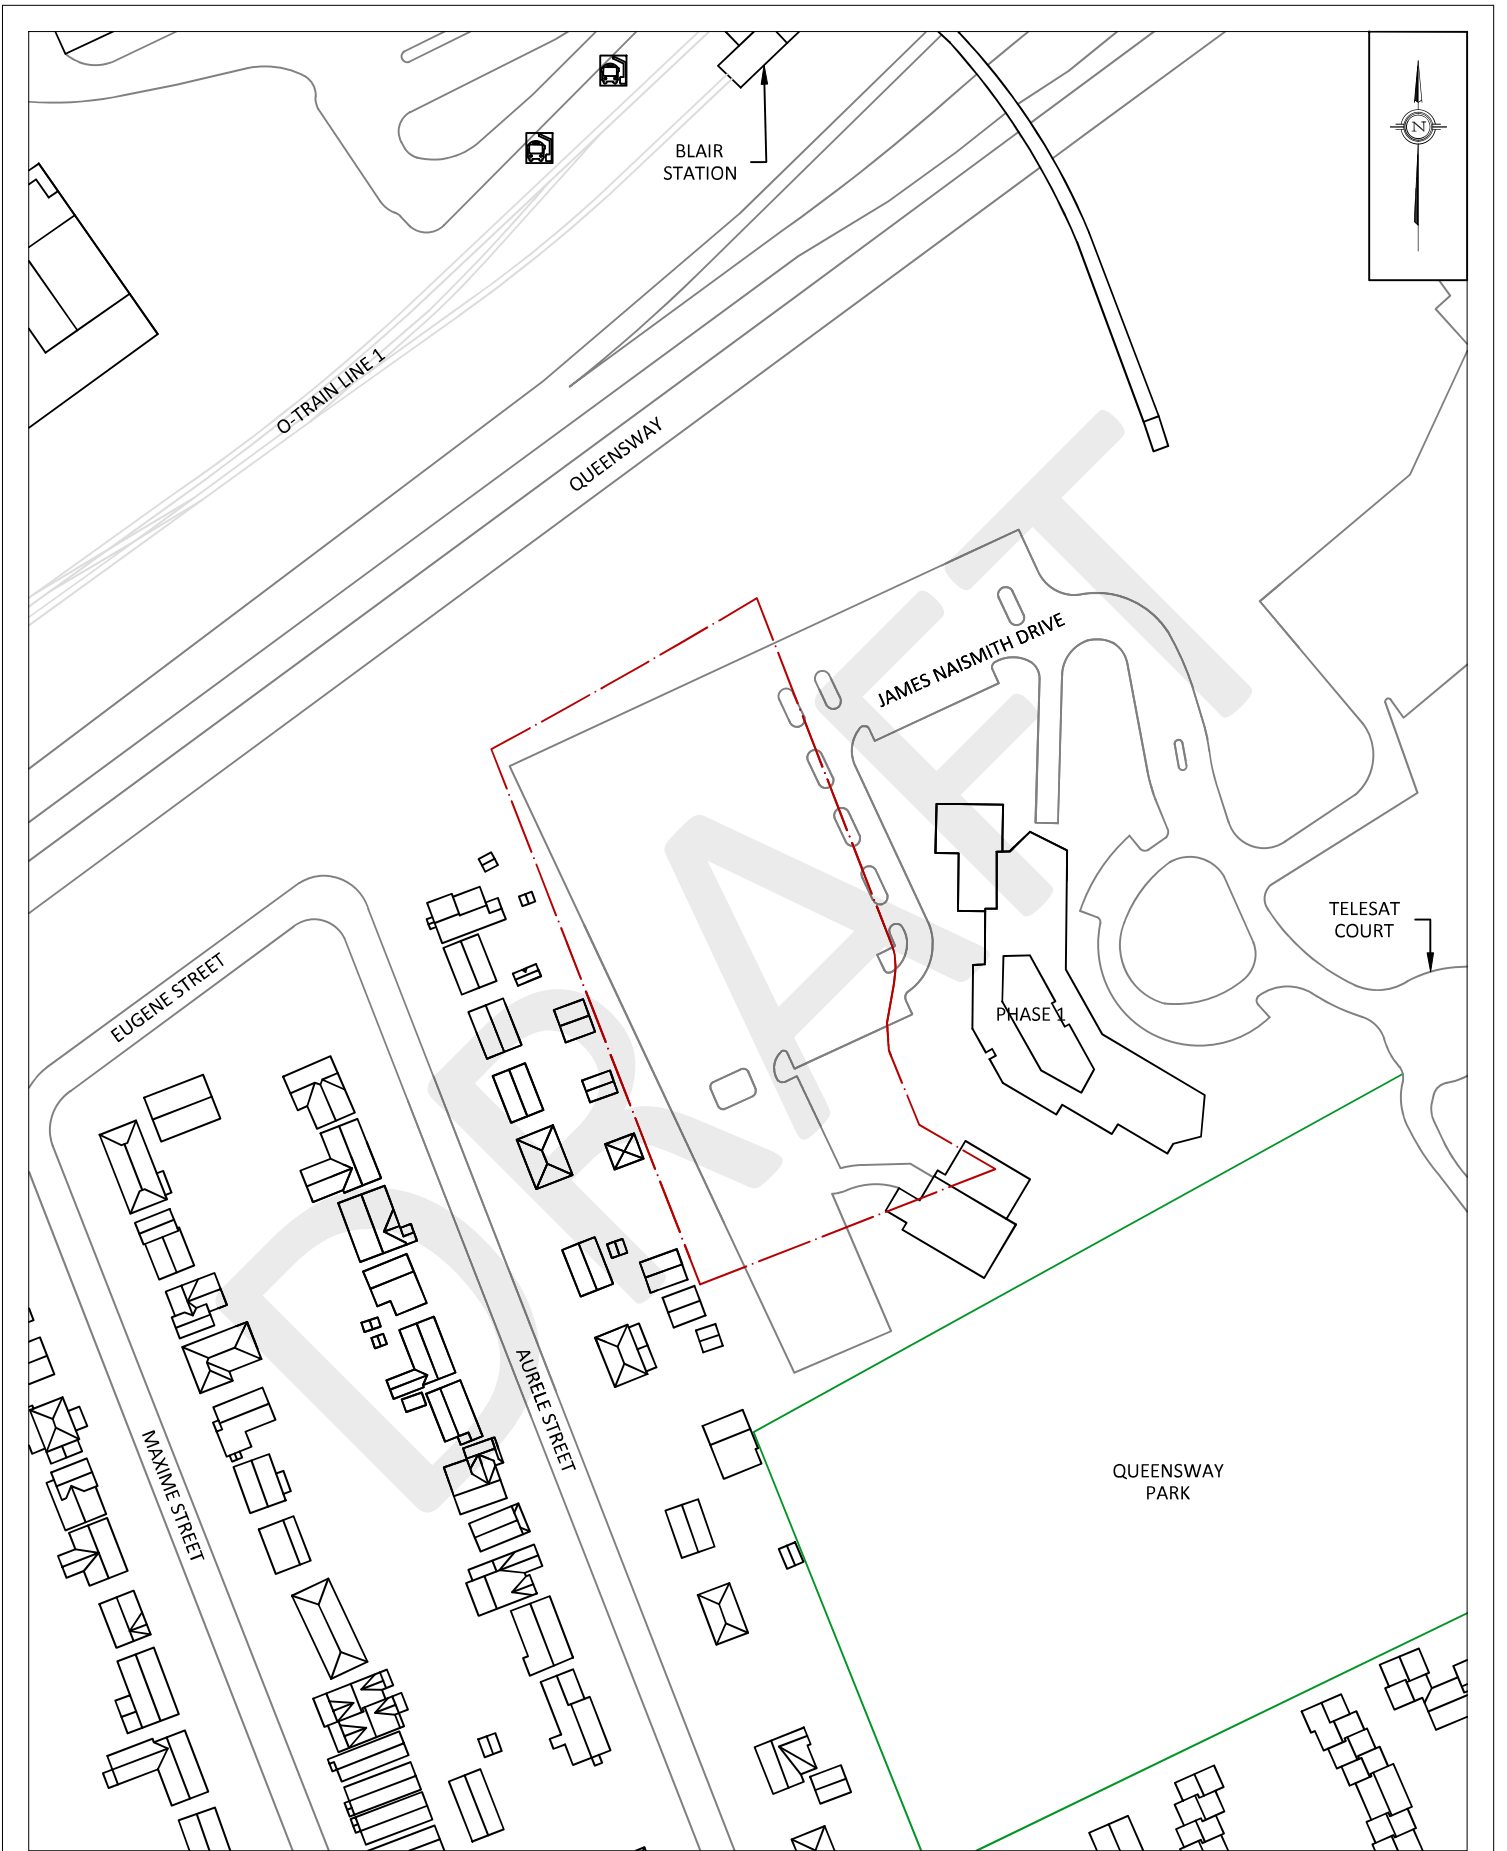 BLAIR
STATION
N
O-TRAIN LINE 1
QUEENSWAY
JAMES NAISMITH DRIVE
TELESAT
COURT
EUGENE STREET
PHASE 1
AURELE STREET
MAXIME STREET
QUEENSWAY
PARK
DRAFT